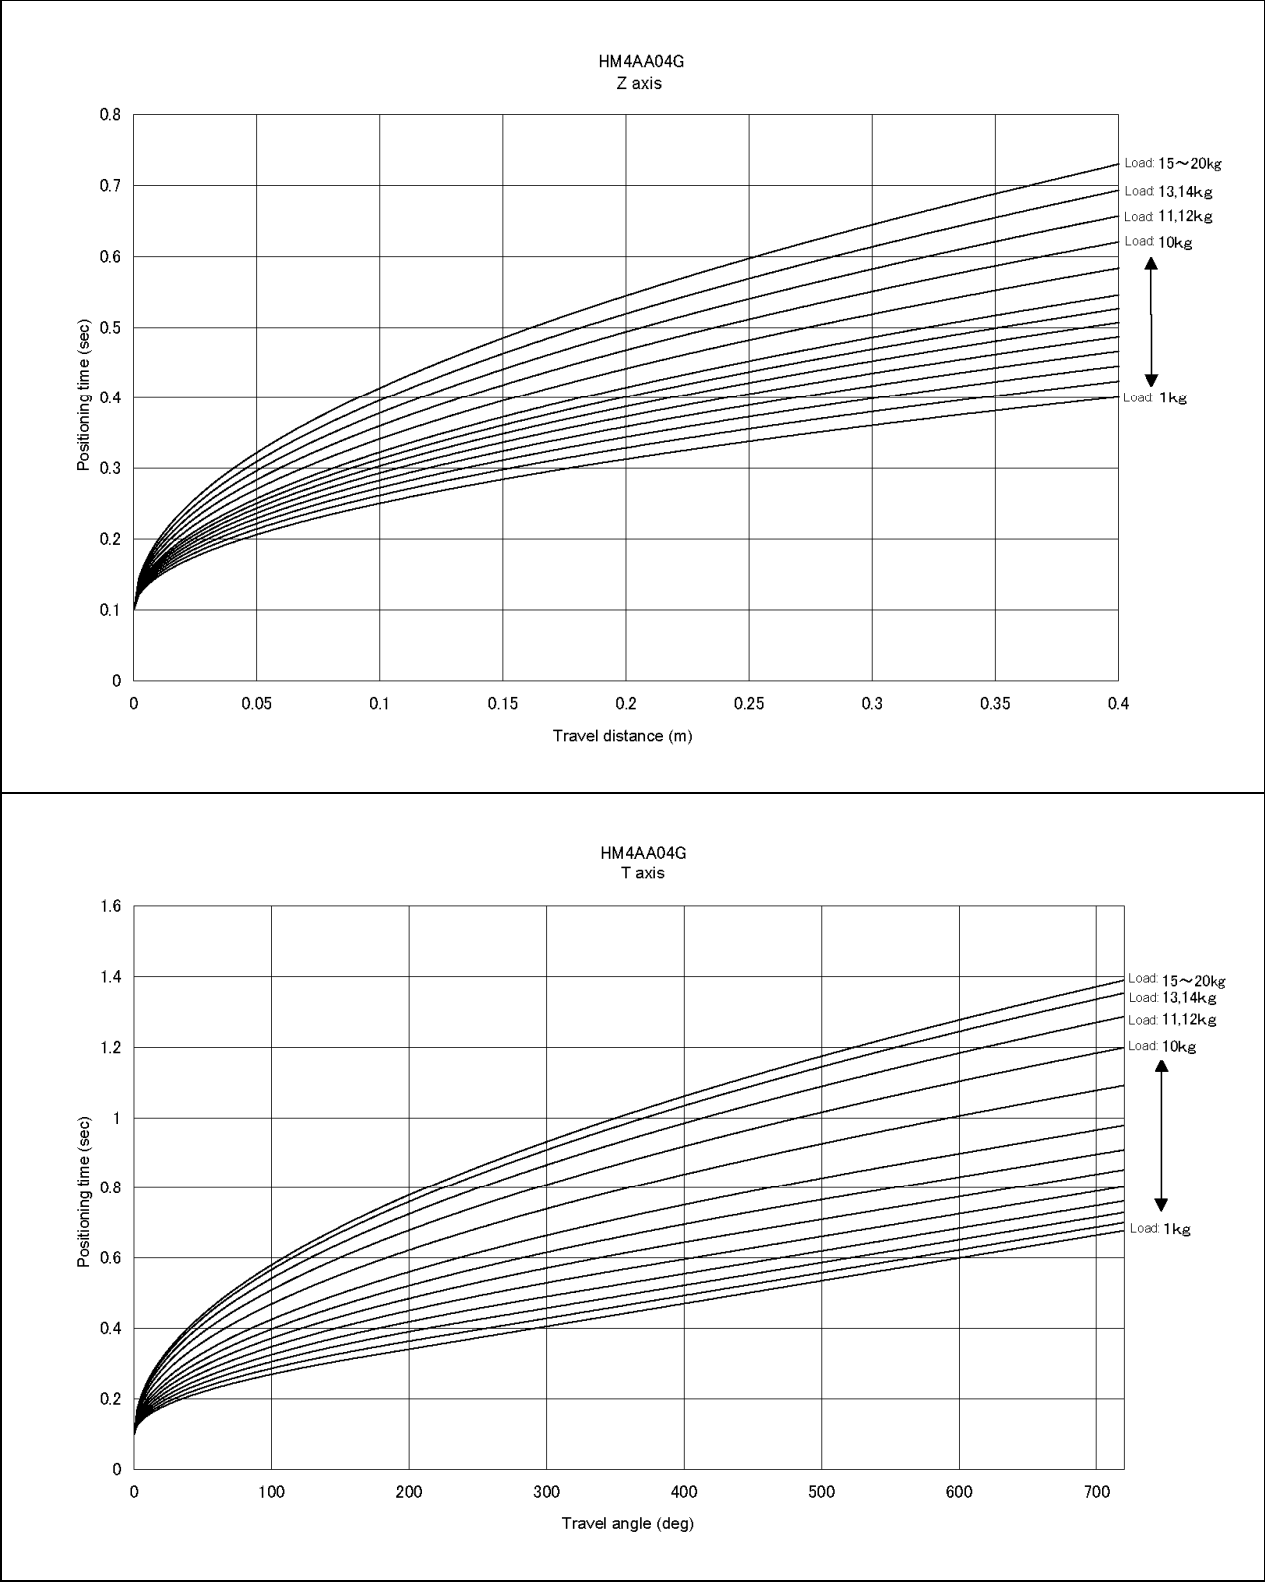 HM4AA04G
Z axis
0.8
0.7
0.6
0.5
0.4
0.3
0.2
0.1
0
Positioning time (sec)
Load: 15～20kg
Load: 13,14kg
Load: 11,12kg
Load: 10kg
Load: 1kg
0 0.05 0.1 0.15 0.2 0.25 0.3 0.35 0.4
Travel distance (m)
HM4AA04G
T axis
1.6
1.4
1.2
1
0.8
0.6
0.4
0.2
0
Positioning time (sec)
Load: 15～20kg
Load: 13,14kg
Load: 11,12kg
Load: 10kg
Load: 1kg
0 100 200 300 400 500 600 700
Travel angle (deg)